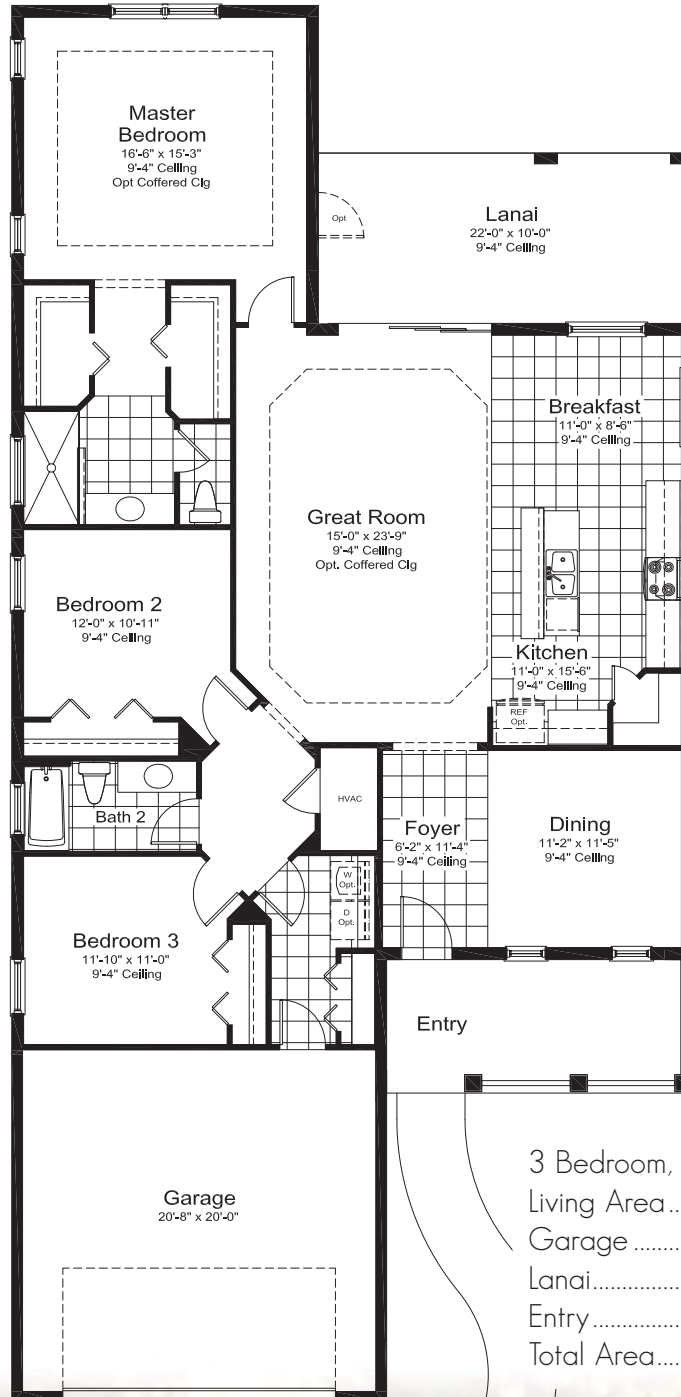 Master
Bedroom
16'-6" x 15'-3"
9'-4" Ceiling
Opt Coffered Clg
Opt
Lanai
22'-0" x 10'-0"
9'-4" Ceiling
Breakfast
11'-0" x 8'-6"
9'-4" Ceiling
Great Room
15'-0" x 23'-9"
9'-4" Ceiling
Opt. Coffered Clg
Bedroom 2
12'-0" x 10'-11"
9'-4" Ceiling
Kitchen
11'-0" x 15'-6"
9'-4" Ceiling
REF
Opt.
HVAC
Bath 2
Foyer
6'-2" x 11'-4"
9'-4" Ceiling
Dining
11'-2" x 11'-5"
9'-4" Ceiling
W
Opt.
D
Opt.
Bedroom 3
11'-10" x 11'-0"
9'-4" Ceiling
Entry
Garage
20'-8" x 20'-0"
3 Bedroom,
Living Area..
Garage ........
Lanai...............
Entry...............
Total Area....